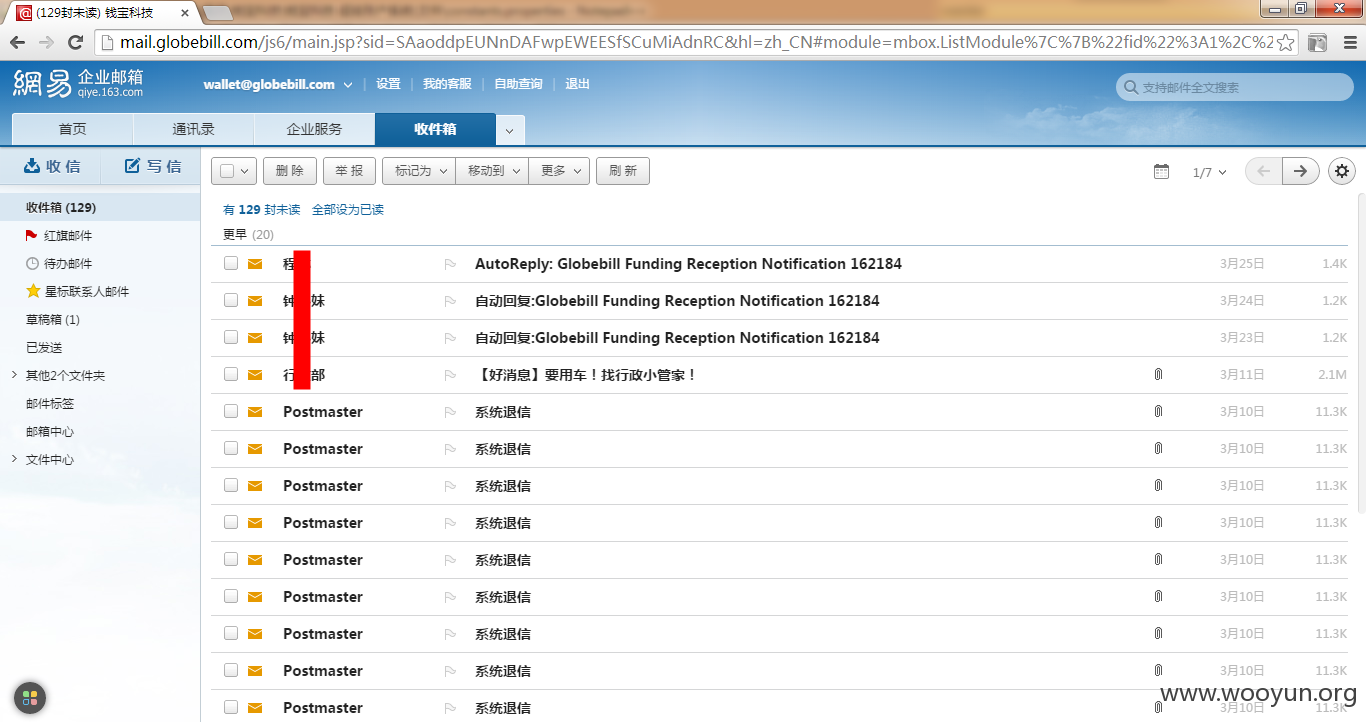 (129封未读) 钱宝科技
mail.globebill.com/js6/main.jsp?sid=SAaoddpEUNnDAFwpEWEESfSCuMiAdnRC&hl=zh_CN#module=mbox.ListModule%7C%7B%22fid%22%3A1%2C%2
網易 企业邮箱 qiye.163.com
wallet@globebill.com 设置 我的客服 自助查询 退出
支持邮件全文搜索
首页 通讯录 企业服务 收件箱
收信 写信
删除 举报 标记为 移动到 更多 刷新 1/7
收件箱 (129)
红旗邮件
待办邮件
星标联系人邮件
草稿箱 (1)
已发送
其他2个文件夹
邮件标签
邮箱中心
文件中心
有 129 封未读 全部设为已读
更早 (20)
程 AutoReply: Globebill Funding Reception Notification 162184 3月25日 1.4K
钟 妹 自动回复:Globebill Funding Reception Notification 162184 3月24日 1.2K
钟 妹 自动回复:Globebill Funding Reception Notification 162184 3月23日 1.2K
行 部 【好消息】要用车！找行政小管家！ 3月11日 2.1M
Postmaster 系统退信 3月10日 11.3K
Postmaster 系统退信 3月10日 11.3K
Postmaster 系统退信 3月10日 11.3K
Postmaster 系统退信 3月10日 11.3K
Postmaster 系统退信 3月10日 11.3K
Postmaster 系统退信 3月10日 11.3K
Postmaster 系统退信 3月10日 11.3K
Postmaster 系统退信 3月10日 11.3K
Postmaster 系统退信 3月10日 11.3K
www.wooyun.org